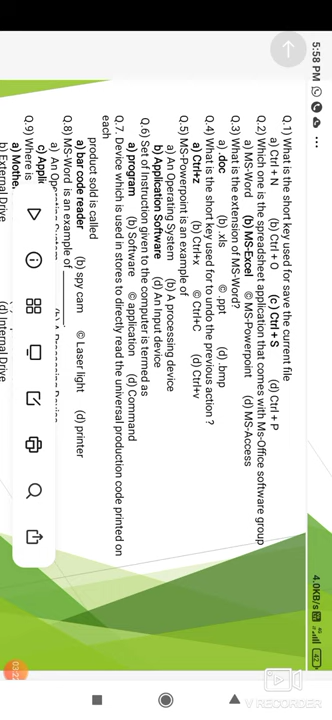 5:58 PM
4.0KB/s 4G 42
Q.1) What is the short key used for save the current file
a) Ctrl + N (b) Ctrl + O (c) Ctrl + S (d) Ctrl + P
Q.2) Which one is the spreadsheet application that comes with Ms-Office software group
a) MS-Word (b) MS-Excel © MS-Powerpoint (d) MS-Access
Q.3) What is the extension of MS-Word?
a) .doc (b) .xls © .ppt (d) .bmp
Q.4) What is the short key used for to undo the previous action ?
a) Ctrl+z (b) Ctrl+x © Ctrl+C (d) Ctrl+v
Q.5) MS-Powerpoint is an example of
a) An Operating System (b) A processing device
b) Application Software (d) An Input device
Q.6) Set of Instruction given to the computer is termed as
a) program (b) Software © application (d) Command
Q.7. Device which is used in stores to directly read the universal production code printed on
each
product sold is called
a) bar code reader (b) spy cam © Laser light (d) printer
Q.8) MS-Word is an example of ________
a) An
c) Applic
Q.9) Where is
a) Mothe.
b) External Drive (d) Internal Drive
03:22
V RECORDER